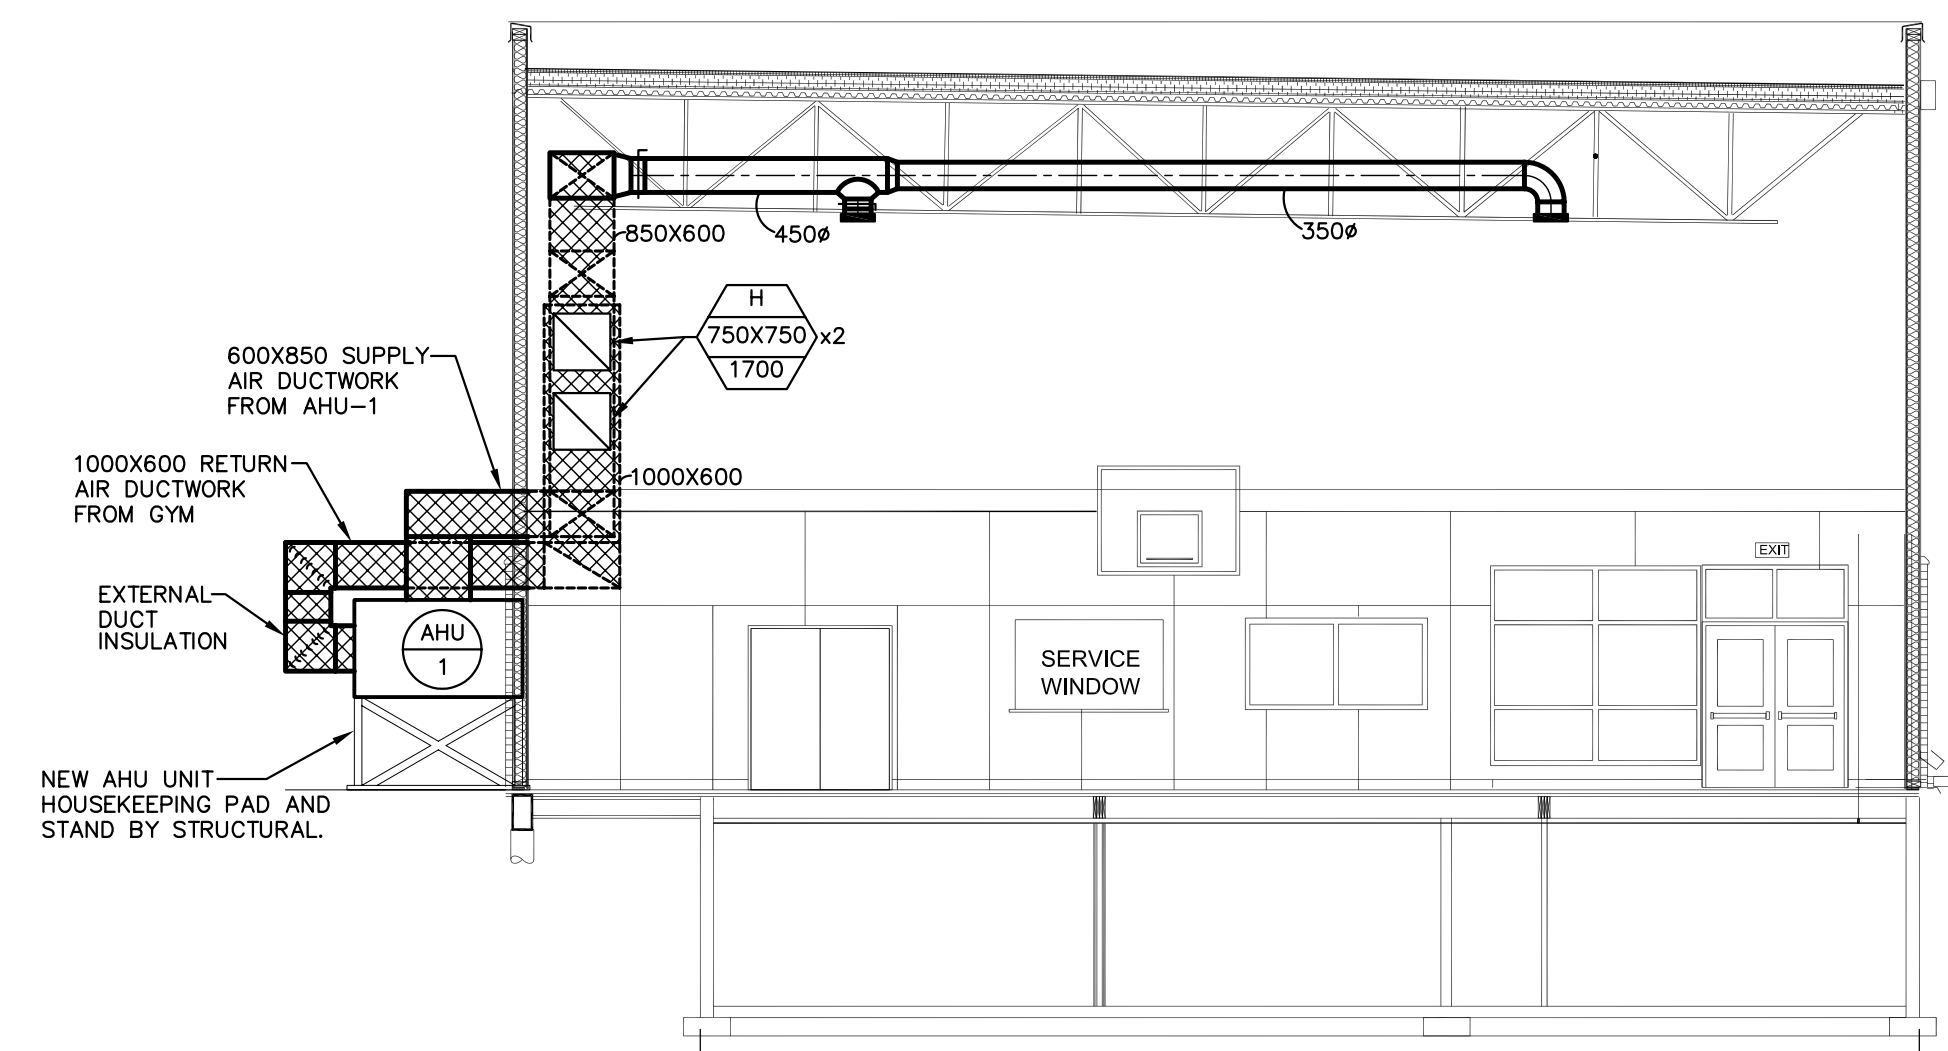 850X600
450ø
350ø
H
750X750 x2
1700
600X850 SUPPLY
AIR DUCTWORK
FROM AHU-1
1000X600 RETURN
AIR DUCTWORK
FROM GYM
1000X600
EXIT
EXTERNAL
DUCT
INSULATION
AHU
1
SERVICE
WINDOW
NEW AHU UNIT
HOUSEKEEPING PAD AND
STAND BY STRUCTURAL.